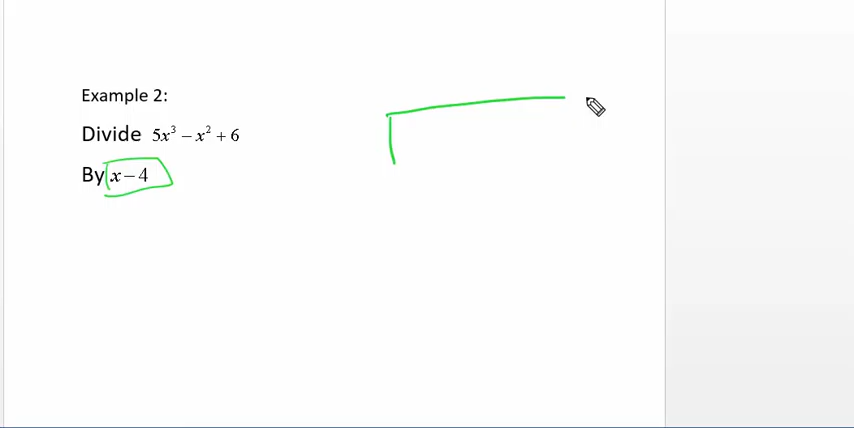 Example 2:
Divide 5x³ − x² + 6
By x − 4